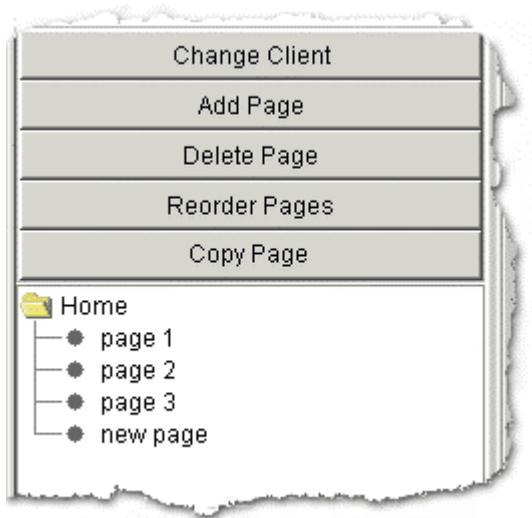 Change Client
Add Page
Delete Page
Reorder Pages
Copy Page
Home
page 1
page 2
page 3
new page